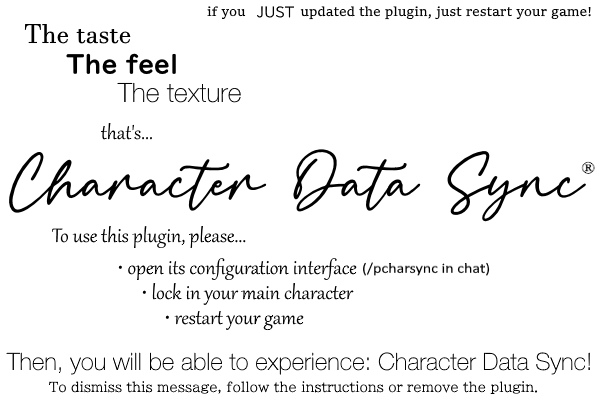 if you JUST updated the plugin, just restart your game!
The taste
The feel
The texture
that's...
Character Data Sync®
To use this plugin, please...
• open its configuration interface (/pcharsync in chat)
• lock in your main character
• restart your game
Then, you will be able to experience: Character Data Sync!
To dismiss this message, follow the instructions or remove the plugin.